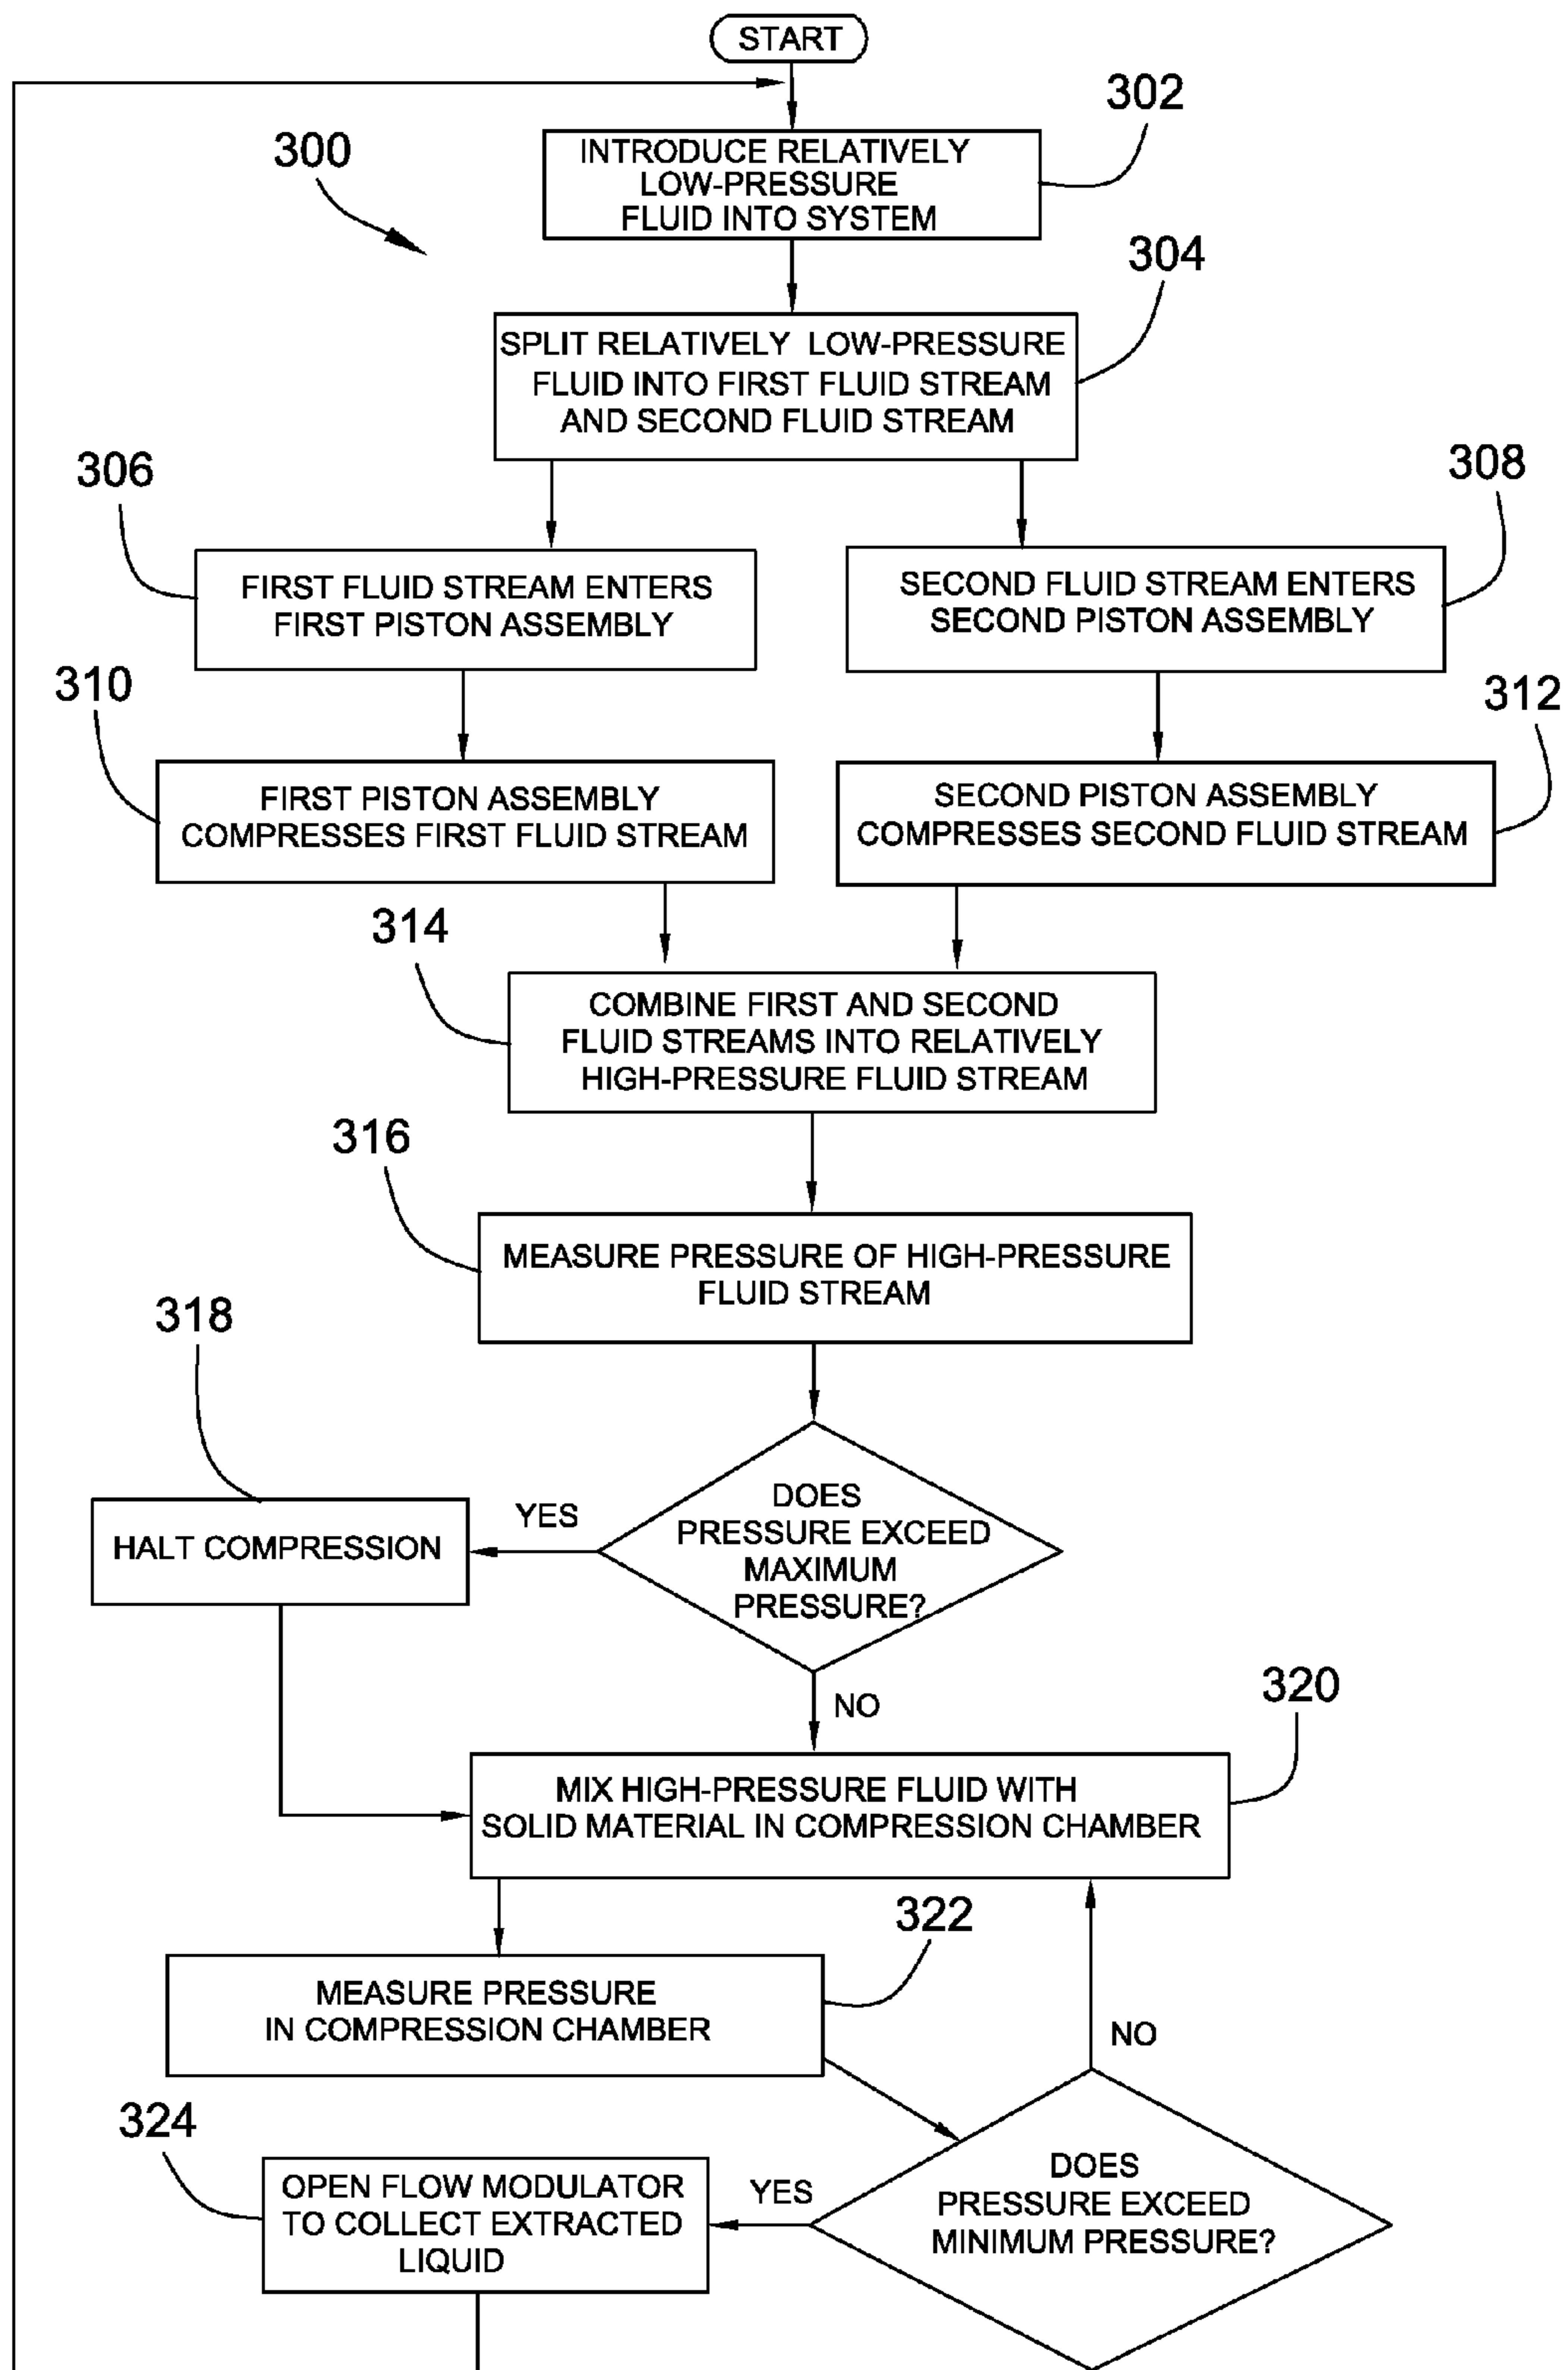 START
302
300
INTRODUCE RELATIVELY
LOW-PRESSURE
FLUID INTO SYSTEM
304
SPLIT RELATIVELY LOW-PRESSURE
FLUID INTO FIRST FLUID STREAM
AND SECOND FLUID STREAM
306
308
FIRST FLUID STREAM ENTERS
FIRST PISTON ASSEMBLY
SECOND FLUID STREAM ENTERS
SECOND PISTON ASSEMBLY
310
312
FIRST PISTON ASSEMBLY
COMPRESSES FIRST FLUID STREAM
SECOND PISTON ASSEMBLY
COMPRESSES SECOND FLUID STREAM
314
COMBINE FIRST AND SECOND
FLUID STREAMS INTO RELATIVELY
HIGH-PRESSURE FLUID STREAM
316
MEASURE PRESSURE OF HIGH-PRESSURE
FLUID STREAM
318
DOES
PRESSURE EXCEED
MAXIMUM
PRESSURE?
YES
HALT COMPRESSION
NO
320
MIX HIGH-PRESSURE FLUID WITH
SOLID MATERIAL IN COMPRESSION CHAMBER
322
MEASURE PRESSURE
IN COMPRESSION CHAMBER
NO
324
DOES
PRESSURE EXCEED
MINIMUM PRESSURE?
YES
OPEN FLOW MODULATOR
TO COLLECT EXTRACTED
LIQUID